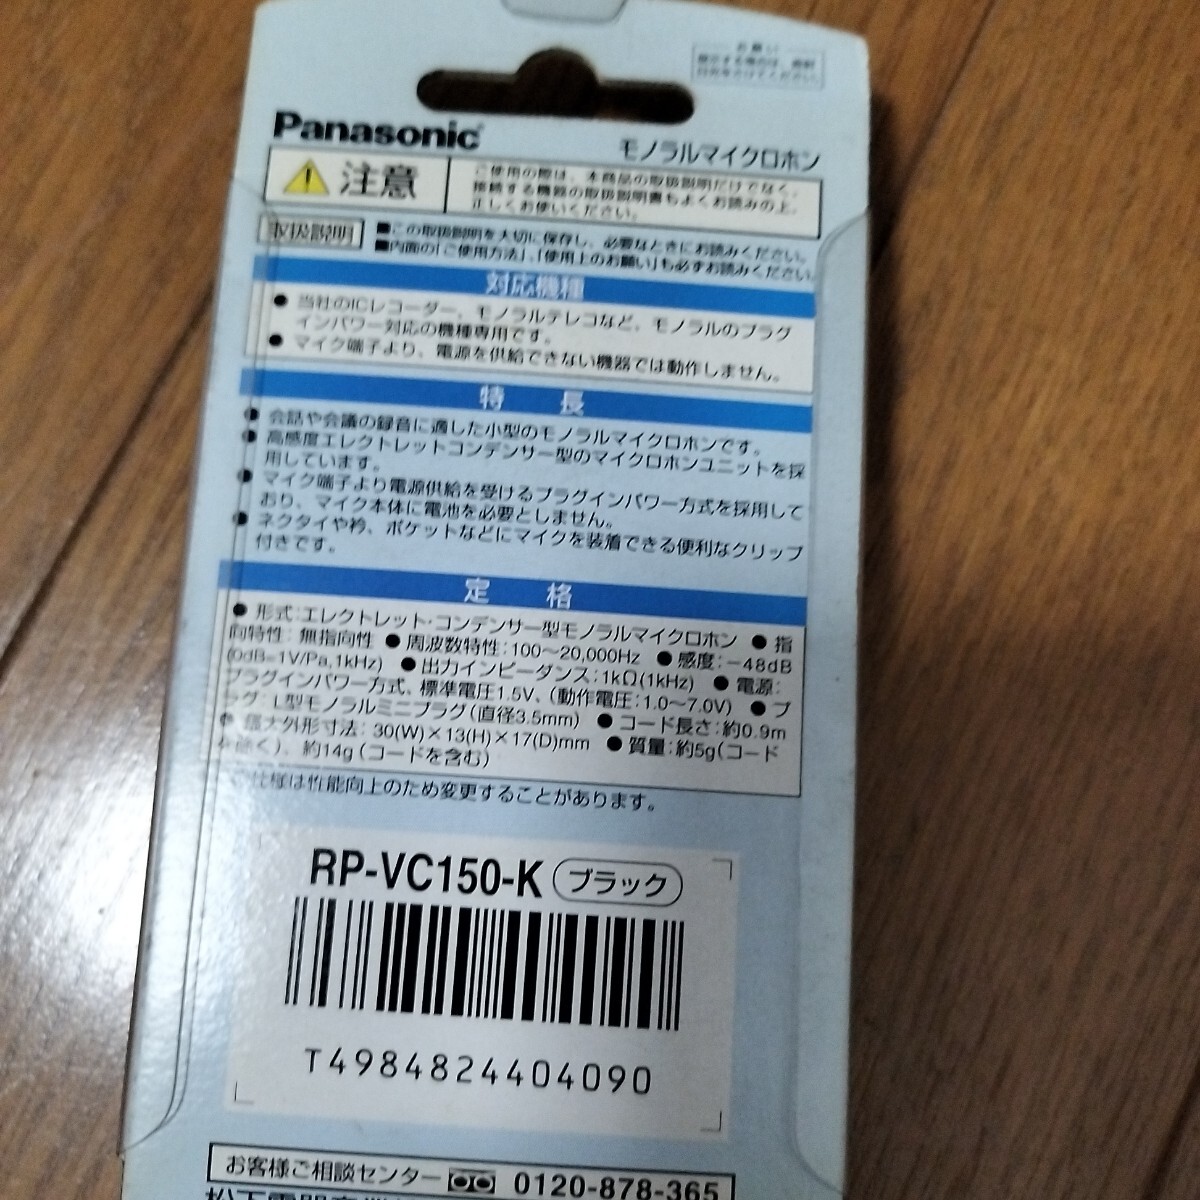 お願い
Panasonic
モノラルマイクロホン
注意
ご使用の際は、本商品の取扱説明だけでなく、
接続する機器の取扱説明書もよくお読みの上、
正しくお使いください。
取扱説明
■この取扱説明を大切に保存し、必要なときにお読みください。
■内面の「ご使用方法」、「使用上のお願い」も必ずお読みください。
対応機種
● 当社のICレコーダー、モノラルテレコなど、モノラルのプラグ
インパワー対応の機種専用です。
● マイク端子より、電源を供給できない機器では動作しません。
特 長
● 会話や会議の録音に適した小型のモノラルマイクロホンです。
● 高感度エレクトレットコンデンサー型のマイクロホンユニットを採
用しています。
● マイク端子より電源供給を受けるプラグインパワー方式を採用して
おり、マイク本体に電池を必要としません。
● ネクタイや衿、ポケットなどにマイクを装着できる便利なクリップ
付きです。
定 格
● 形式:エレクトレット・コンデンサー型モノラルマイクロホン ● 指
向特性: 無指向性 ● 周波数特性:100～20,000Hz ● 感度:−48dB
(0dB=1V/Pa,1kHz) ● 出力インピーダンス:1kΩ(1kHz) ● 電源:
プラグインパワー方式、標準電圧1.5V、(動作電圧:1.0～7.0V) ● プ
ラグ: L型モノラルミニプラグ(直径3.5mm) ● コード長さ:約0.9m
● 最大外形寸法: 30(W)×13(H)×17(D)mm ● 質量:約5g(コード
を除く)、約14g(コードを含む)
仕様は性能向上のため変更することがあります。
RP-VC150-K ブラック
T4984824404090
お客様ご相談センター 0120-878-365